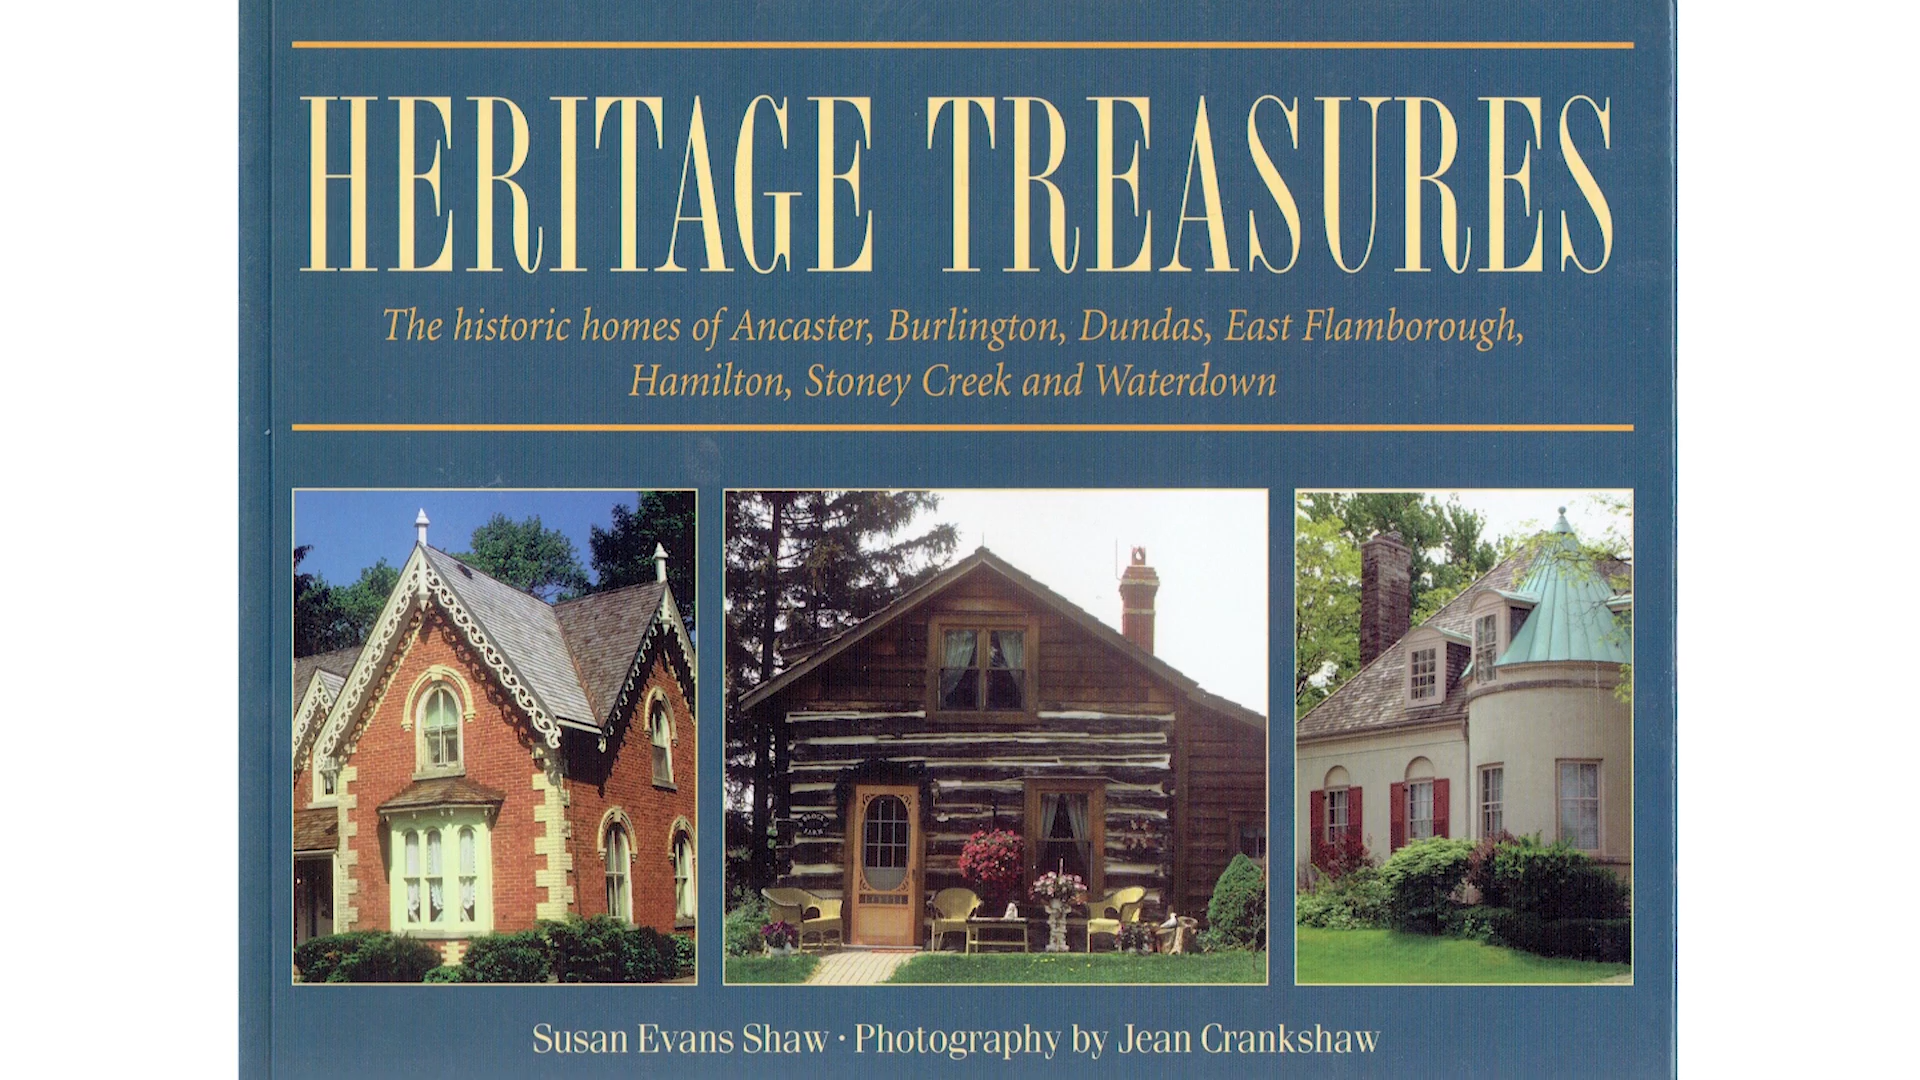 HERITAGE TREASURES
The historic homes of Ancaster, Burlington, Dundas, East Flamborough,
Hamilton, Stoney Creek and Waterdown
Susan Evans Shaw · Photography by Jean Crankshaw